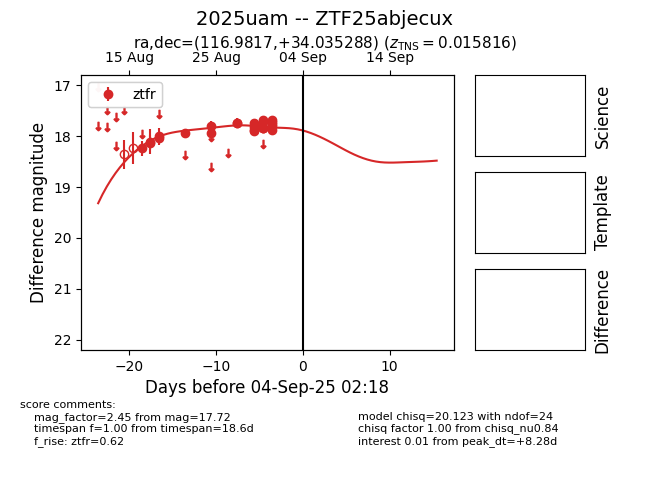 2025uam -- ZTF25abjecux
ra,dec=(116.9817,+34.035288) (z_TNS = 0.015816)
15 Aug 25 Aug 04 Sep 14 Sep
ztfr
17
18
19
20
21
22
Difference magnitude
−20 −10 0 10
Days before 04-Sep-25 02:18
Science
Template
Difference
score comments:
mag_factor=2.45 from mag=17.72
timespan f=1.00 from timespan=18.6d
f_rise: ztfr=0.62
model chisq=20.123 with ndof=24
chisq factor 1.00 from chisq_nu0.84
interest 0.01 from peak_dt=+8.28d